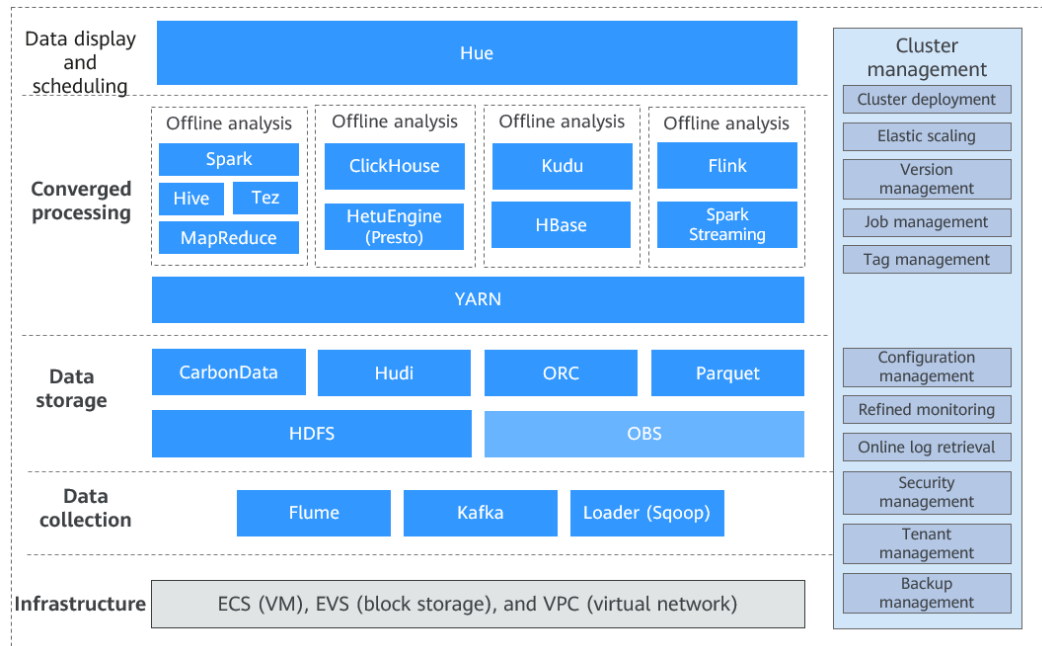 Data display
and
scheduling
Hue
Converged
processing
Offline analysis
Spark
Hive
Tez
MapReduce
Offline analysis
ClickHouse
HetuEngine
(Presto)
Offline analysis
Kudu
HBase
Offline analysis
Flink
Spark
Streaming
YARN
Data
storage
CarbonData
Hudi
ORC
Parquet
HDFS
OBS
Data
collection
Flume
Kafka
Loader (Sqoop)
Infrastructure
ECS (VM), EVS (block storage), and VPC (virtual network)
Cluster
management
Cluster deployment
Elastic scaling
Version
management
Job management
Tag management
Configuration
management
Refined monitoring
Online log retrieval
Security
management
Tenant
management
Backup
management